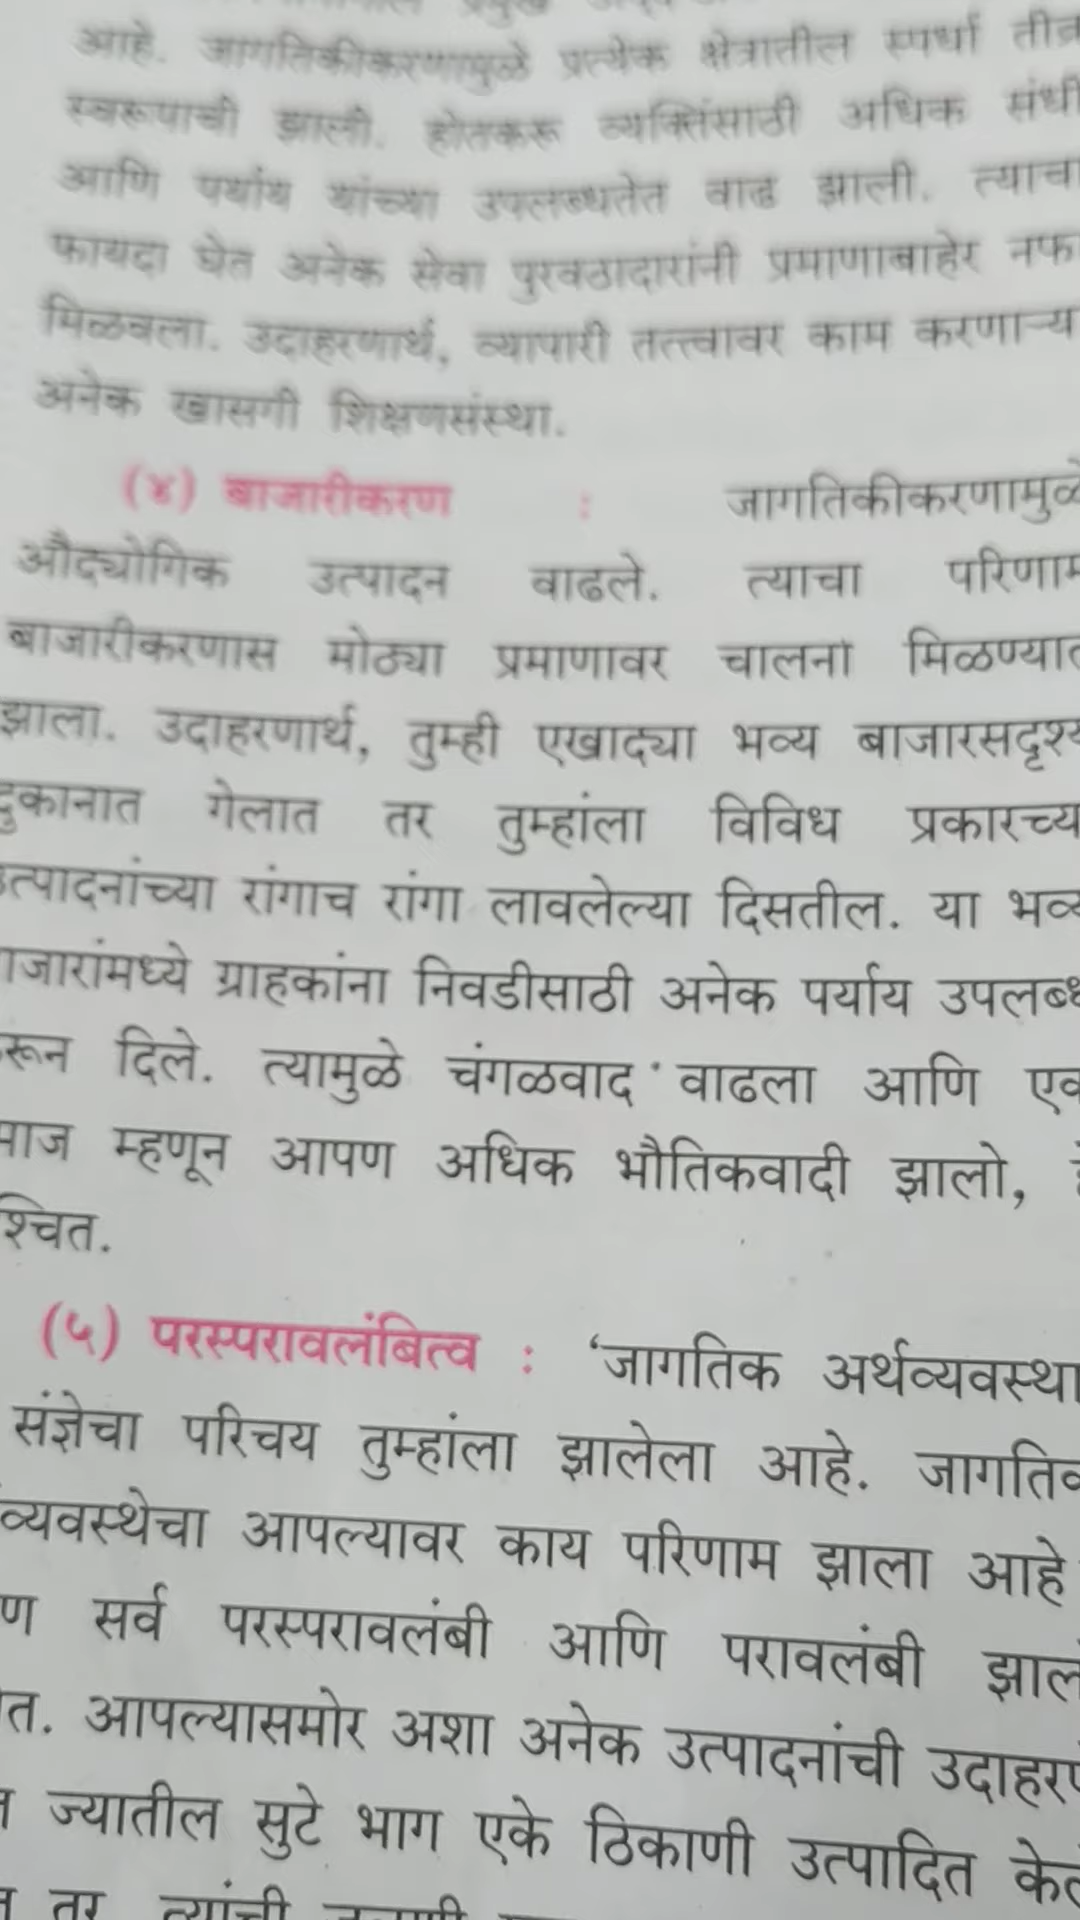 आहे. जागतिकीकरणामुळे प्रत्येक क्षेत्रातील स्पर्धा तीव्र
स्वरूपाची झाली. होतकरू व्यक्तिंसाठी अधिक संधी
आणि पर्याय यांच्या उपलब्धतेत वाढ झाली. त्याचा
फायदा घेत अनेक सेवा पुरवठादारांनी प्रमाणाबाहेर नफ
मिळवला. उदाहरणार्थ, व्यापारी तत्त्वावर काम करणाऱ्य
अनेक खासगी शिक्षणसंस्था.
(४) बाजारीकरण : जागतिकीकरणामुळे
औद्योगिक उत्पादन वाढले. त्याचा परिणाम
बाजारीकरणास मोठ्या प्रमाणावर चालना मिळण्यात
झाला. उदाहरणार्थ, तुम्ही एखाद्या भव्य बाजारसदृश्य
दुकानात गेलात तर तुम्हांला विविध प्रकारच्य
उत्पादनांच्या रांगाच रांगा लावलेल्या दिसतील. या भव्य
ाजारांमध्ये ग्राहकांना निवडीसाठी अनेक पर्याय उपलब्ध
रून दिले. त्यामुळे चंगळवाद वाढला आणि एक
माज म्हणून आपण अधिक भौतिकवादी झालो,
श्चित.
(५) परस्परावलंबित्व : ‘जागतिक अर्थव्यवस्था
संज्ञेचा परिचय तुम्हांला झालेला आहे. जागतिक
व्यवस्थेचा आपल्यावर काय परिणाम झाला आहे
ण सर्व परस्परावलंबी आणि परावलंबी झाल
त. आपल्यासमोर अशा अनेक उत्पादनांची उदाहरण
ज्यातील सुटे भाग एके ठिकाणी उत्पादित केल
तर त्यांची